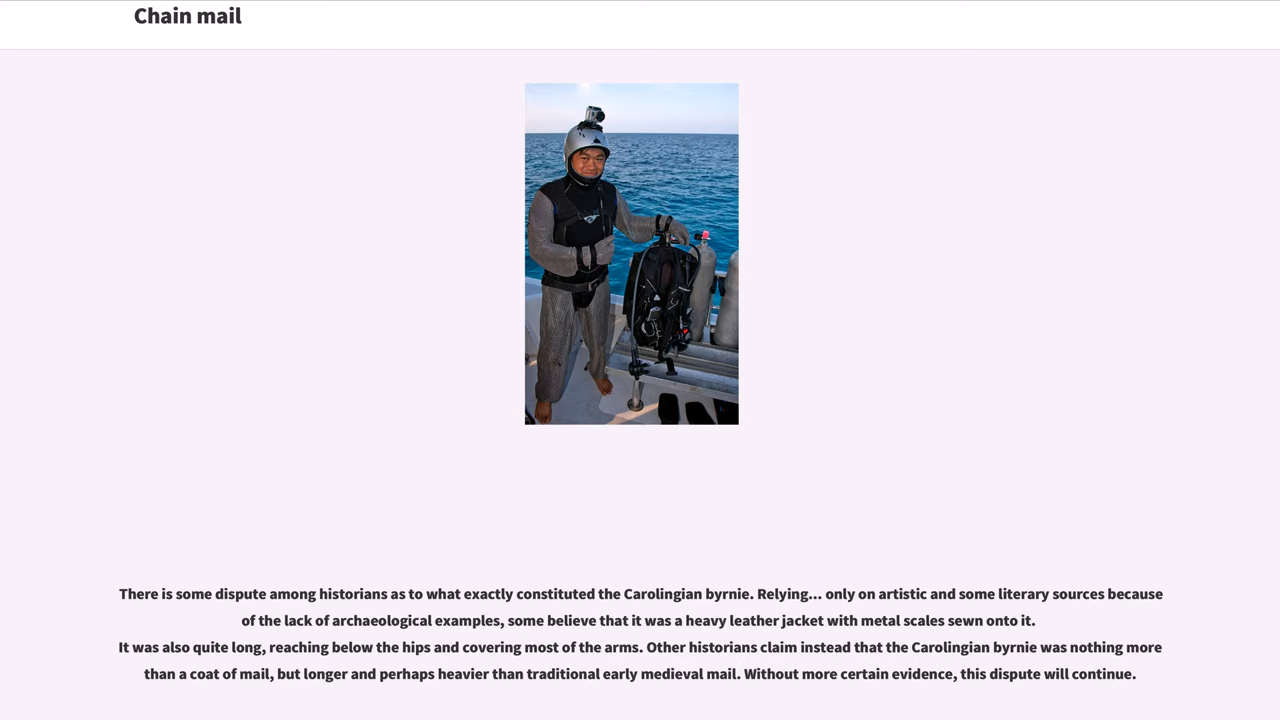 Chain mail
There is some dispute among historians as to what exactly constituted the Carolingian byrnie. Relying... only on artistic and some literary sources because
of the lack of archaeological examples, some believe that it was a heavy leather jacket with metal scales sewn onto it.
It was also quite long, reaching below the hips and covering most of the arms. Other historians claim instead that the Carolingian byrnie was nothing more
than a coat of mail, but longer and perhaps heavier than traditional early medieval mail. Without more certain evidence, this dispute will continue.